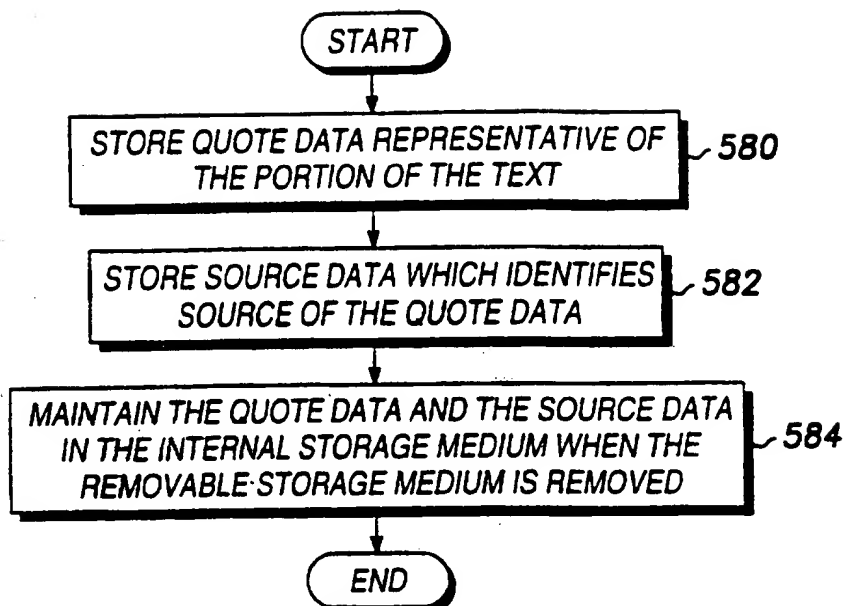 START
STORE QUOTE DATA REPRESENTATIVE OF
THE PORTION OF THE TEXT
580
STORE SOURCE DATA WHICH IDENTIFIES
SOURCE OF THE QUOTE DATA
582
MAINTAIN THE QUOTE DATA AND THE SOURCE DATA
IN THE INTERNAL STORAGE MEDIUM WHEN THE
REMOVABLE STORAGE MEDIUM IS REMOVED
584
END